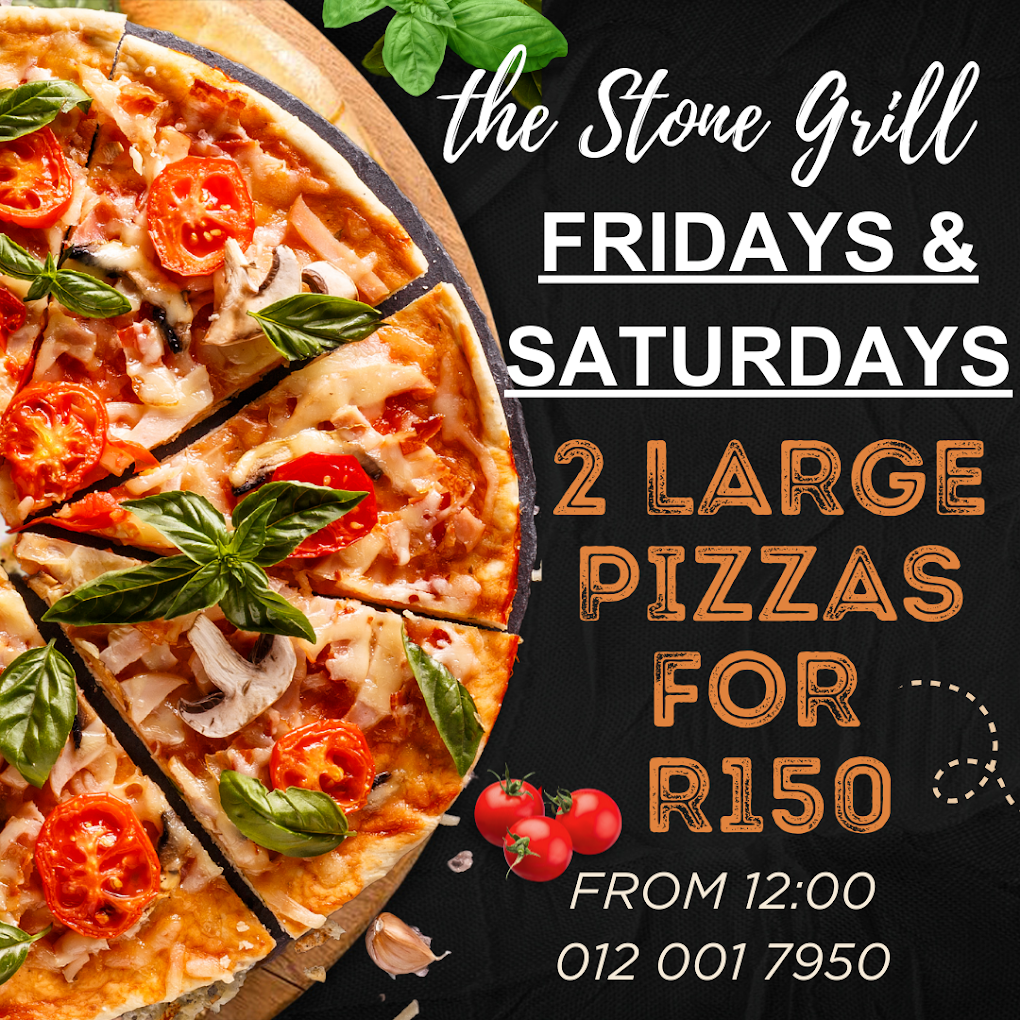 the Stone Grill
FRIDAYS &
SATURDAYS
2 LARGE
PIZZAS
FOR
R150
FROM 12:00
012 001 7950